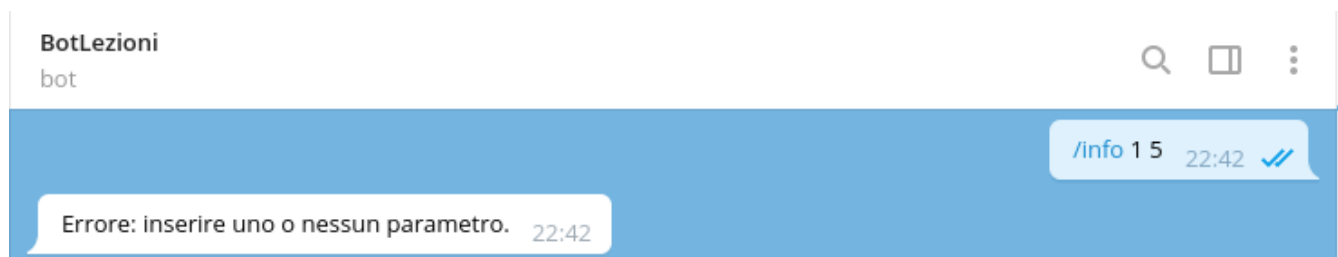 BotLezioni
bot
/info 1 5 22:42
Errore: inserire uno o nessun parametro. 22:42